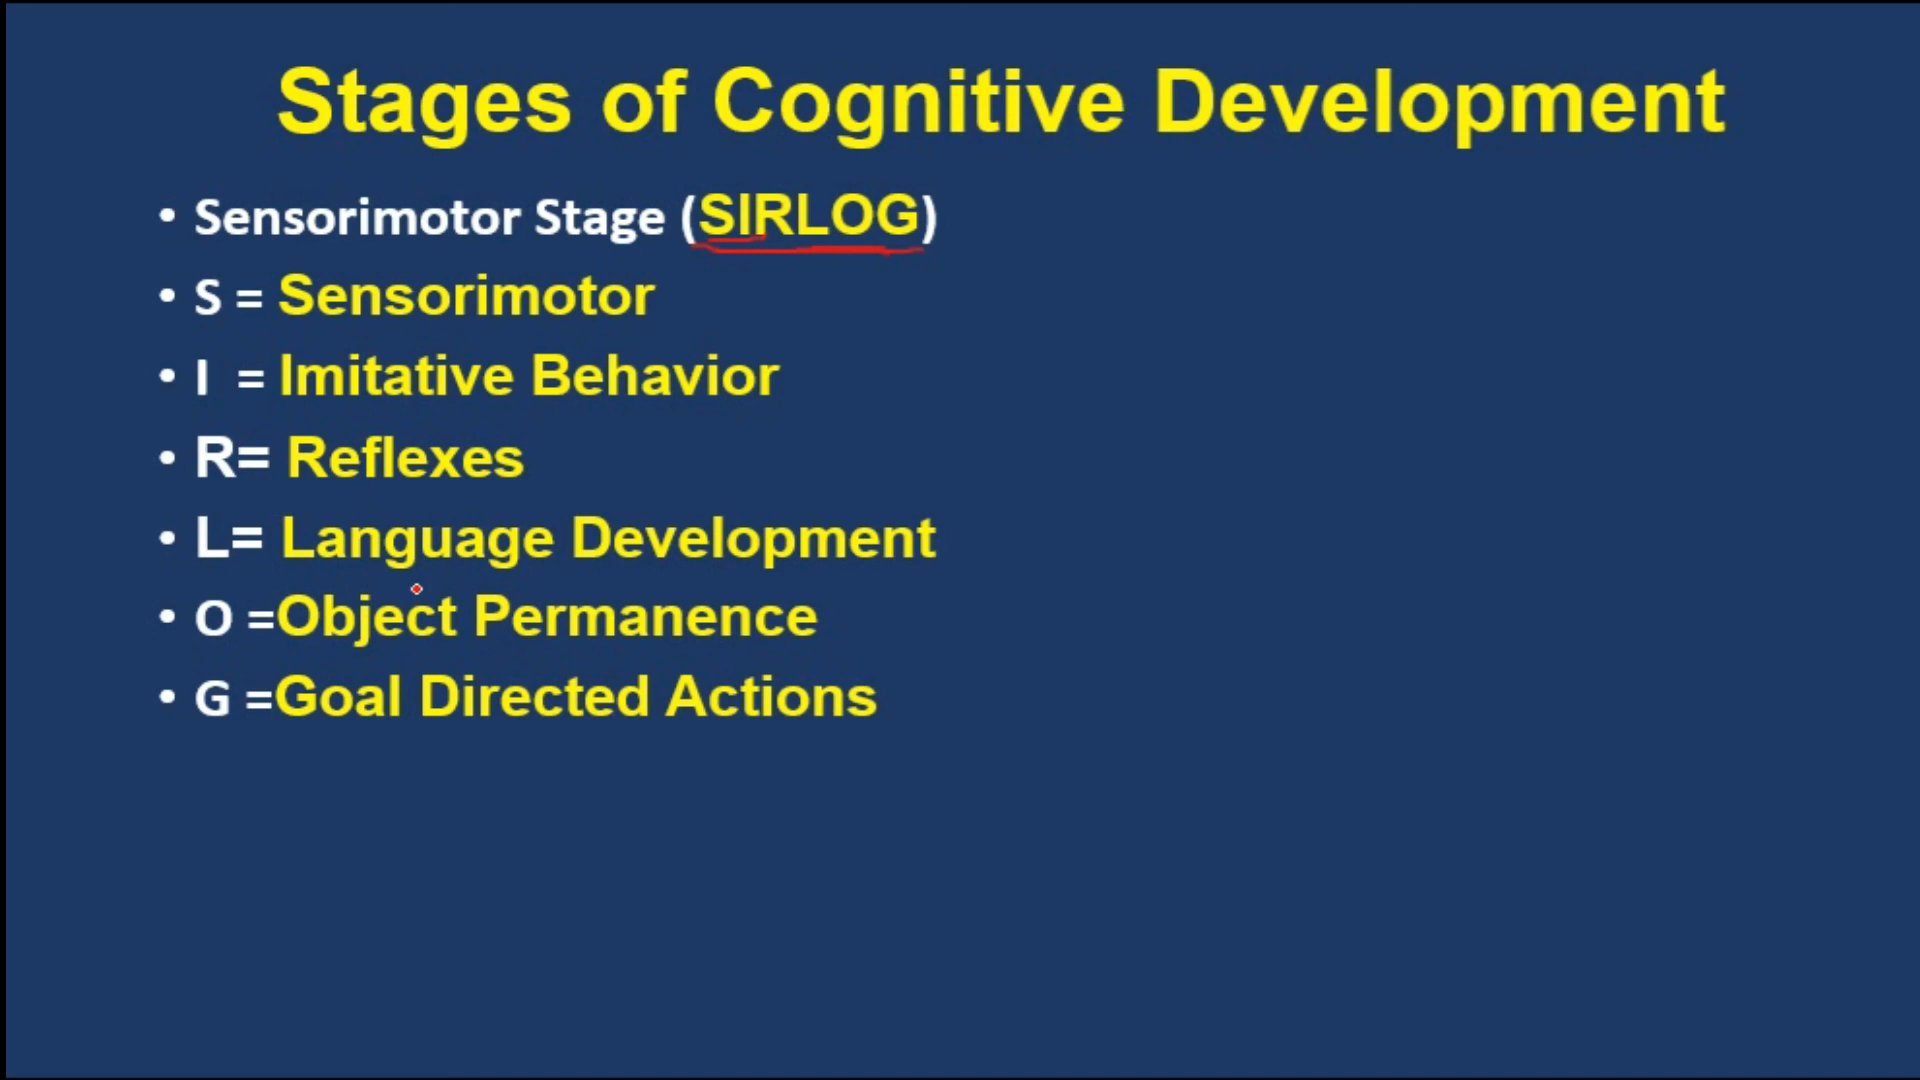 Stages of Cognitive Development
• Sensorimotor Stage (SIRLOG)
• S = Sensorimotor
• I = Imitative Behavior
• R= Reflexes
• L= Language Development
• O =Object Permanence
• G =Goal Directed Actions